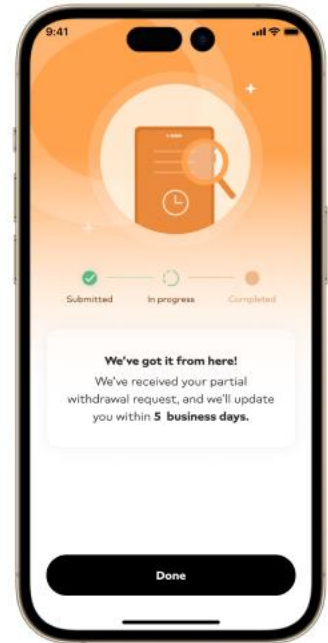 9:41
Submitted
In progress
Completed
We've got it from here!
We've received your partial
withdrawal request, and we'll update
you within 5 business days.
Done